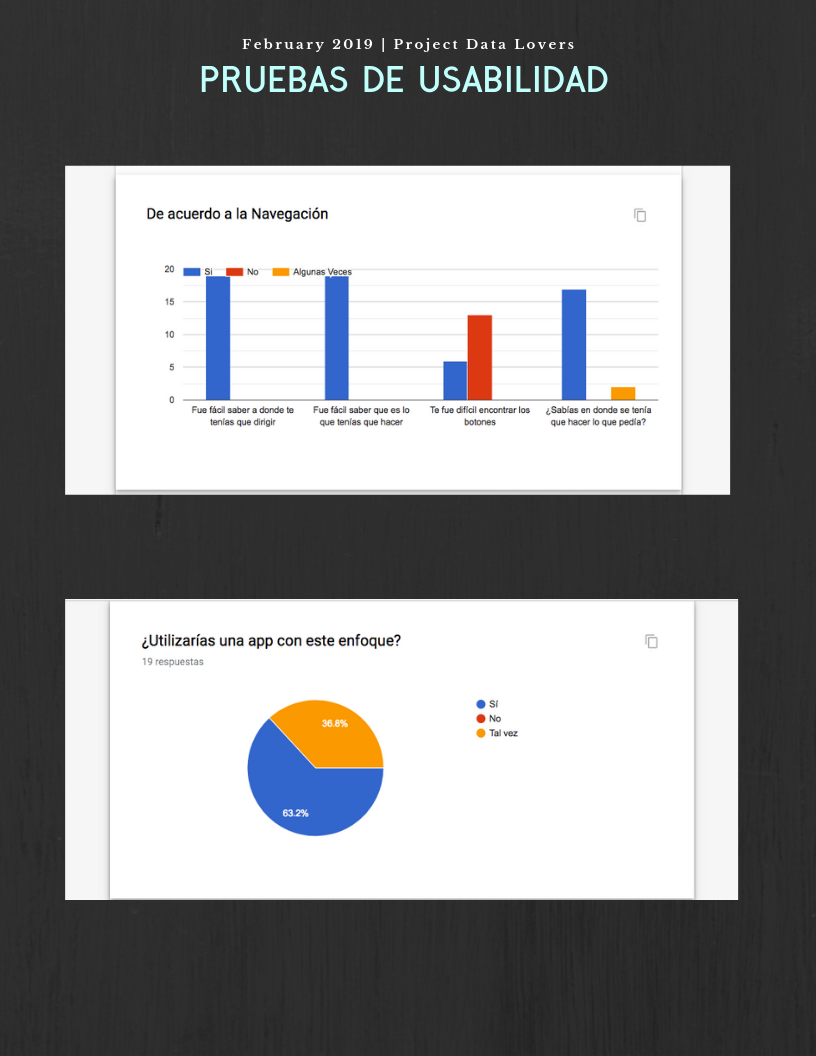 February 2019 | Project Data Lovers
PRUEBAS DE USABILIDAD
De acuerdo a la Navegación
Sí No Algunas Veces
20
15
10
5
0
Fue fácil saber a donde te
tenías que dirigir
Fue fácil saber que es lo
que tenías que hacer
Te fue difícil encontrar los
botones
¿Sabías en donde se tenía
que hacer lo que pedía?
¿Utilizarías una app con este enfoque?
19 respuestas
36.8%
63.2%
Sí
No
Tal vez